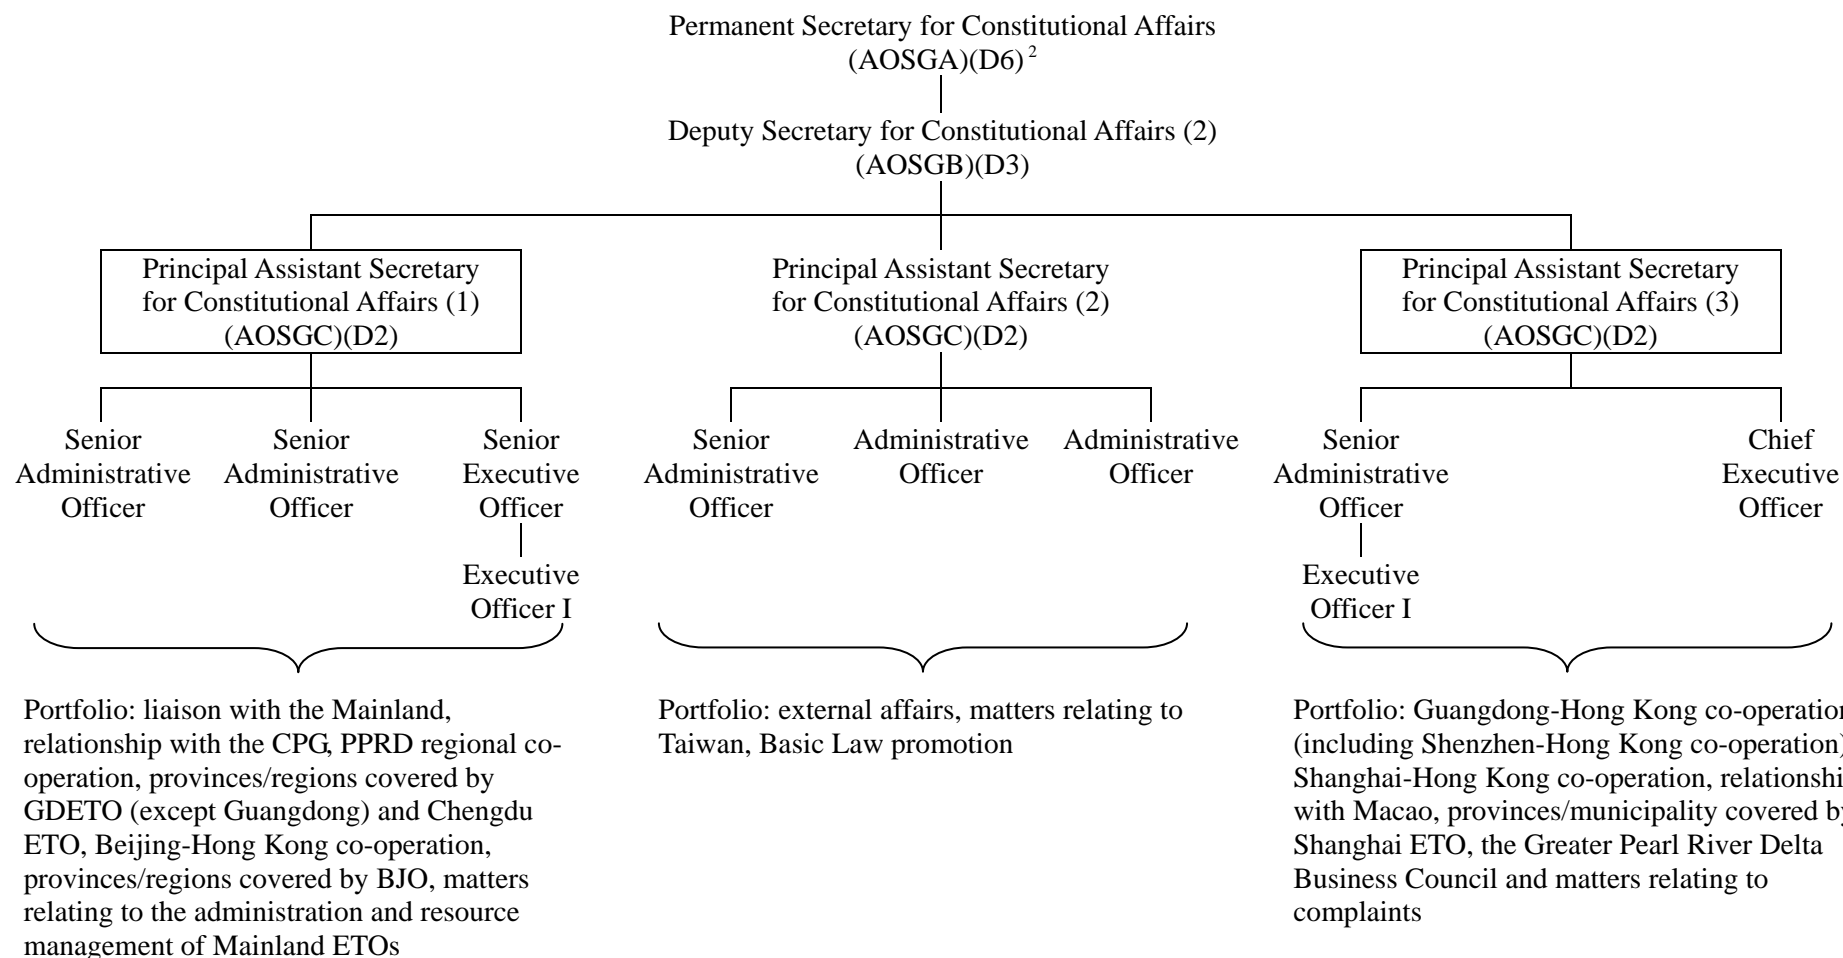 Permanent Secretary for Constitutional Affairs
(AOSGA)(D6) 2
Deputy Secretary for Constitutional Affairs (2)
(AOSGB)(D3)
Principal Assistant Secretary
for Constitutional Affairs (1)
(AOSGC)(D2)
Principal Assistant Secretary
for Constitutional Affairs (2)
(AOSGC)(D2)
Principal Assistant Secretary
for Constitutional Affairs (3)
(AOSGC)(D2)
Senior
Administrative
Officer
Senior
Administrative
Officer
Senior
Executive
Officer
Executive
Officer I
Senior
Administrative
Officer
Administrative
Officer
Administrative
Officer
Senior
Administrative
Officer
Executive
Officer I
Chief
Executive
Officer
Portfolio: liaison with the Mainland,
relationship with the CPG, PPRD regional co-
operation, provinces/regions covered by
GDETO (except Guangdong) and Chengdu
ETO, Beijing-Hong Kong co-operation,
provinces/regions covered by BJO, matters
relating to the administration and resource
management of Mainland ETOs
Portfolio: external affairs, matters relating to
Taiwan, Basic Law promotion
Portfolio: Guangdong-Hong Kong co-operation
(including Shenzhen-Hong Kong co-operation)
Shanghai-Hong Kong co-operation, relationshi
with Macao, provinces/municipality covered by
Shanghai ETO, the Greater Pearl River Delta
Business Council and matters relating to
complaints